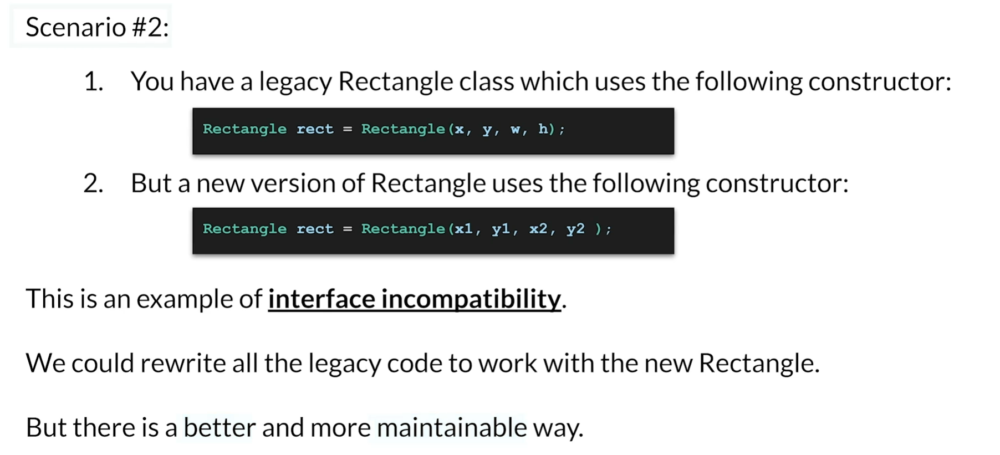 Scenario #2:
1. You have a legacy Rectangle class which uses the following constructor:
Rectangle rect = Rectangle(x, y, w, h);
2. But a new version of Rectangle uses the following constructor:
Rectangle rect = Rectangle(x1, y1, x2, y2 );
This is an example of interface incompatibility.
We could rewrite all the legacy code to work with the new Rectangle.
But there is a better and more maintainable way.